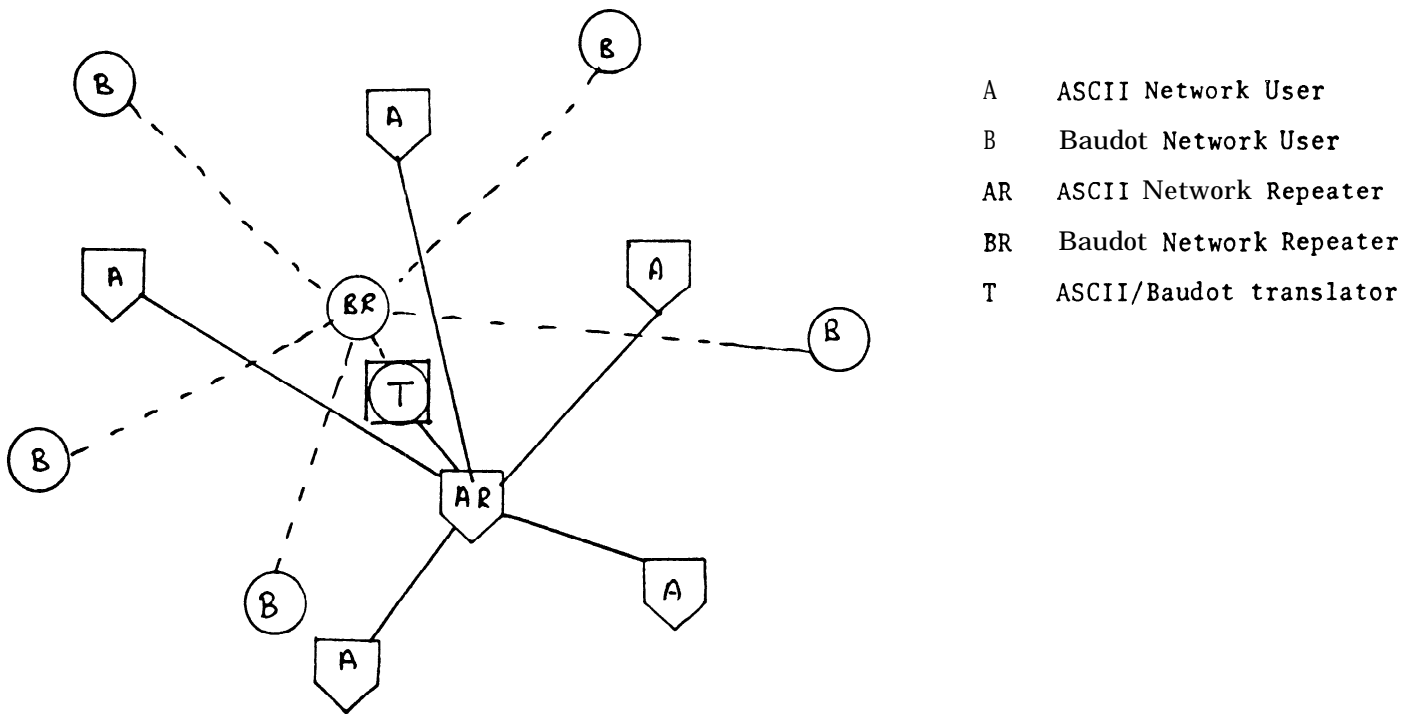 B
B
A
A
A
BR
B
T
B
AR
A
B
A
A ASCII Network User
B Baudot Network User
AR ASCII Network Repeater
BR Baudot Network Repeater
T ASCII/Baudot translator